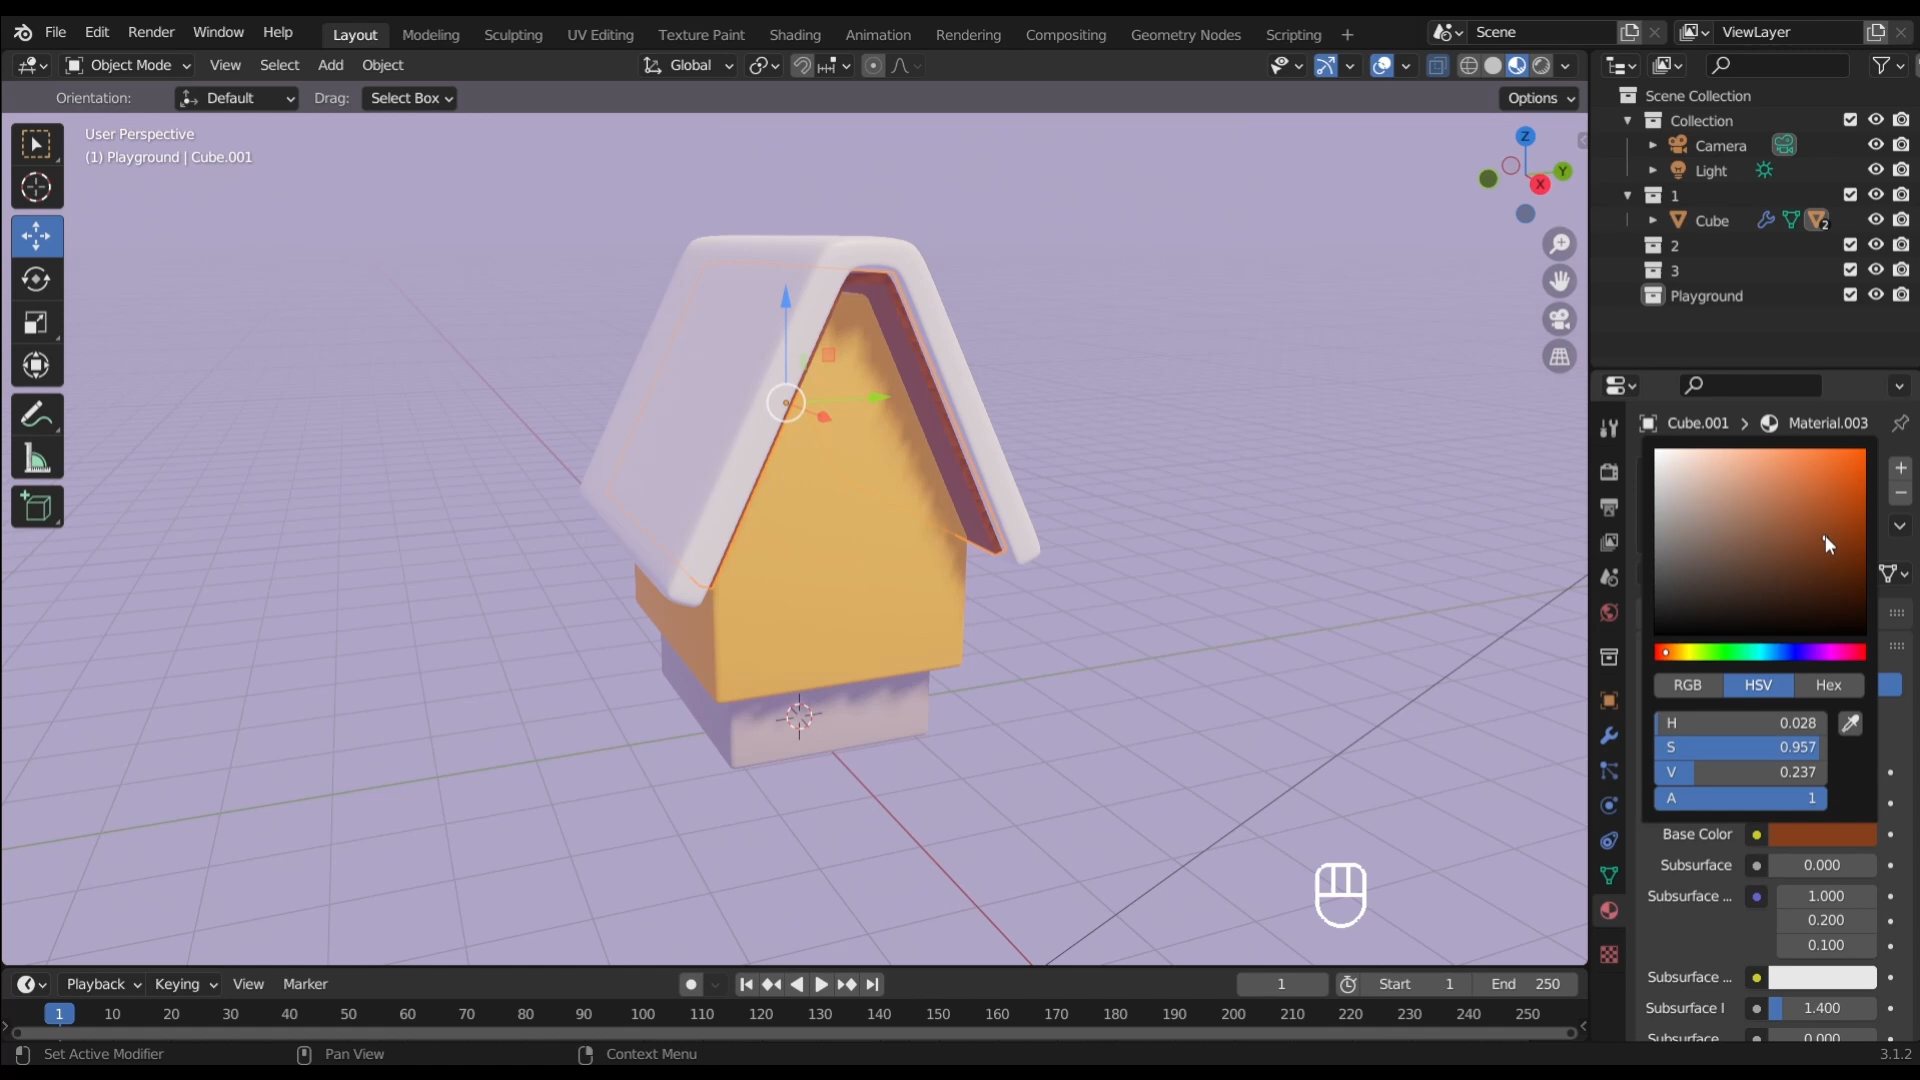 File Edit Render Window Help Layout Modeling Sculpting UV Editing Texture Paint Shading Animation Rendering Compositing Geometry Nodes Scripting + Scene ViewLayer
Object Mode View Select Add Object Global
Orientation: Default Drag: Select Box Options
User Perspective
(1) Playground | Cube.001
Z
Y
X
Scene Collection
Collection
Camera
Light
1
Cube 2
2
3
Playground
Cube.001 > Material.003
RGB HSV Hex
H 0.028
S 0.957
V 0.237
A 1
Base Color
Subsurface 0.000
Subsurface ... 1.000
0.200
0.100
Subsurface ...
Subsurface I 1.400
Subsurface 0.000
Playback Keying View Marker 1 Start 1 End 250
1 10 20 30 40 50 60 70 80 90 100 110 120 130 140 150 160 170 180 190 200 210 220 230 240 250
Set Active Modifier Pan View Context Menu 3.1.2